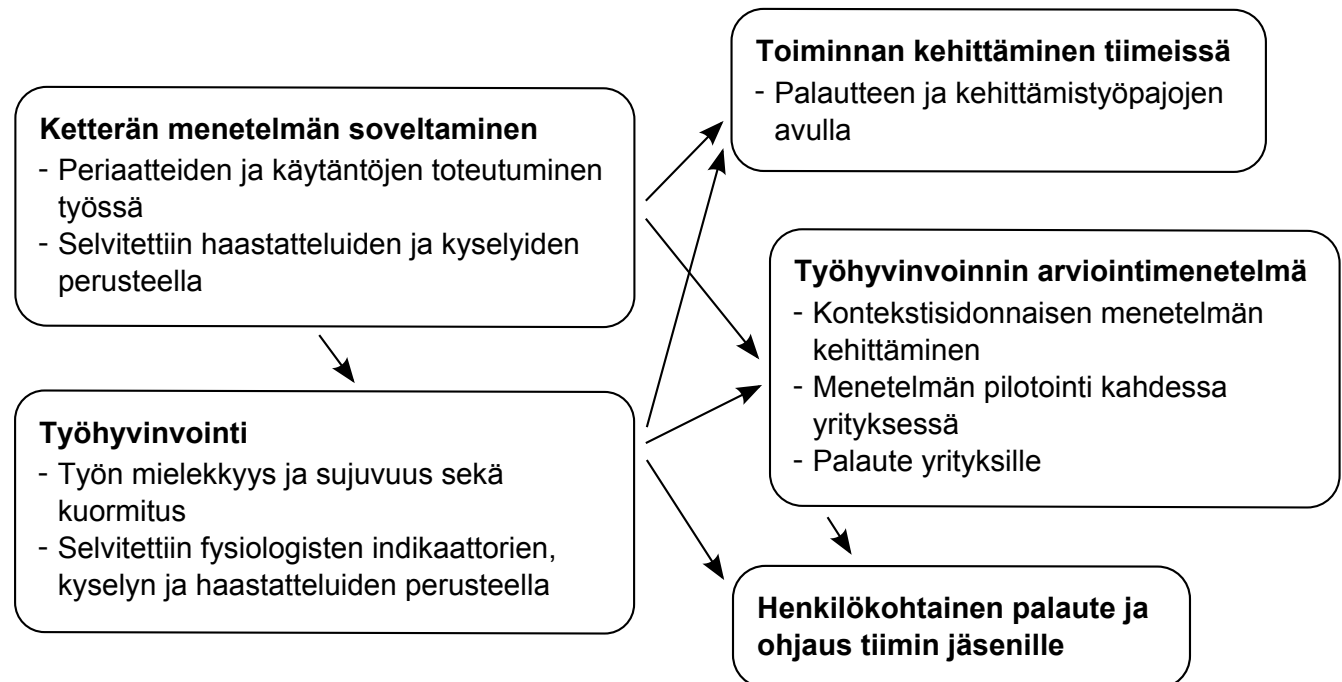 Ketterän menetelmän soveltaminen
- Periaatteiden ja käytäntöjen toteutuminen
työssä
- Selvitettiin haastatteluiden ja kyselyiden
perusteella
Työhyvinvointi
- Työn mielekkyys ja sujuvuus sekä
kuormitus
- Selvitettiin fysiologisten indikaattorien,
kyselyn ja haastatteluiden perusteella
Toiminnan kehittäminen tiimeissä
- Palautteen ja kehittämistyöpajojen
avulla
Työhyvinvoinnin arviointimenetelmä
- Kontekstisidonnaisen menetelmän
kehittäminen
- Menetelmän pilotointi kahdessa
yrityksessä
- Palaute yrityksille
Henkilökohtainen palaute ja
ohjaus tiimin jäsenille